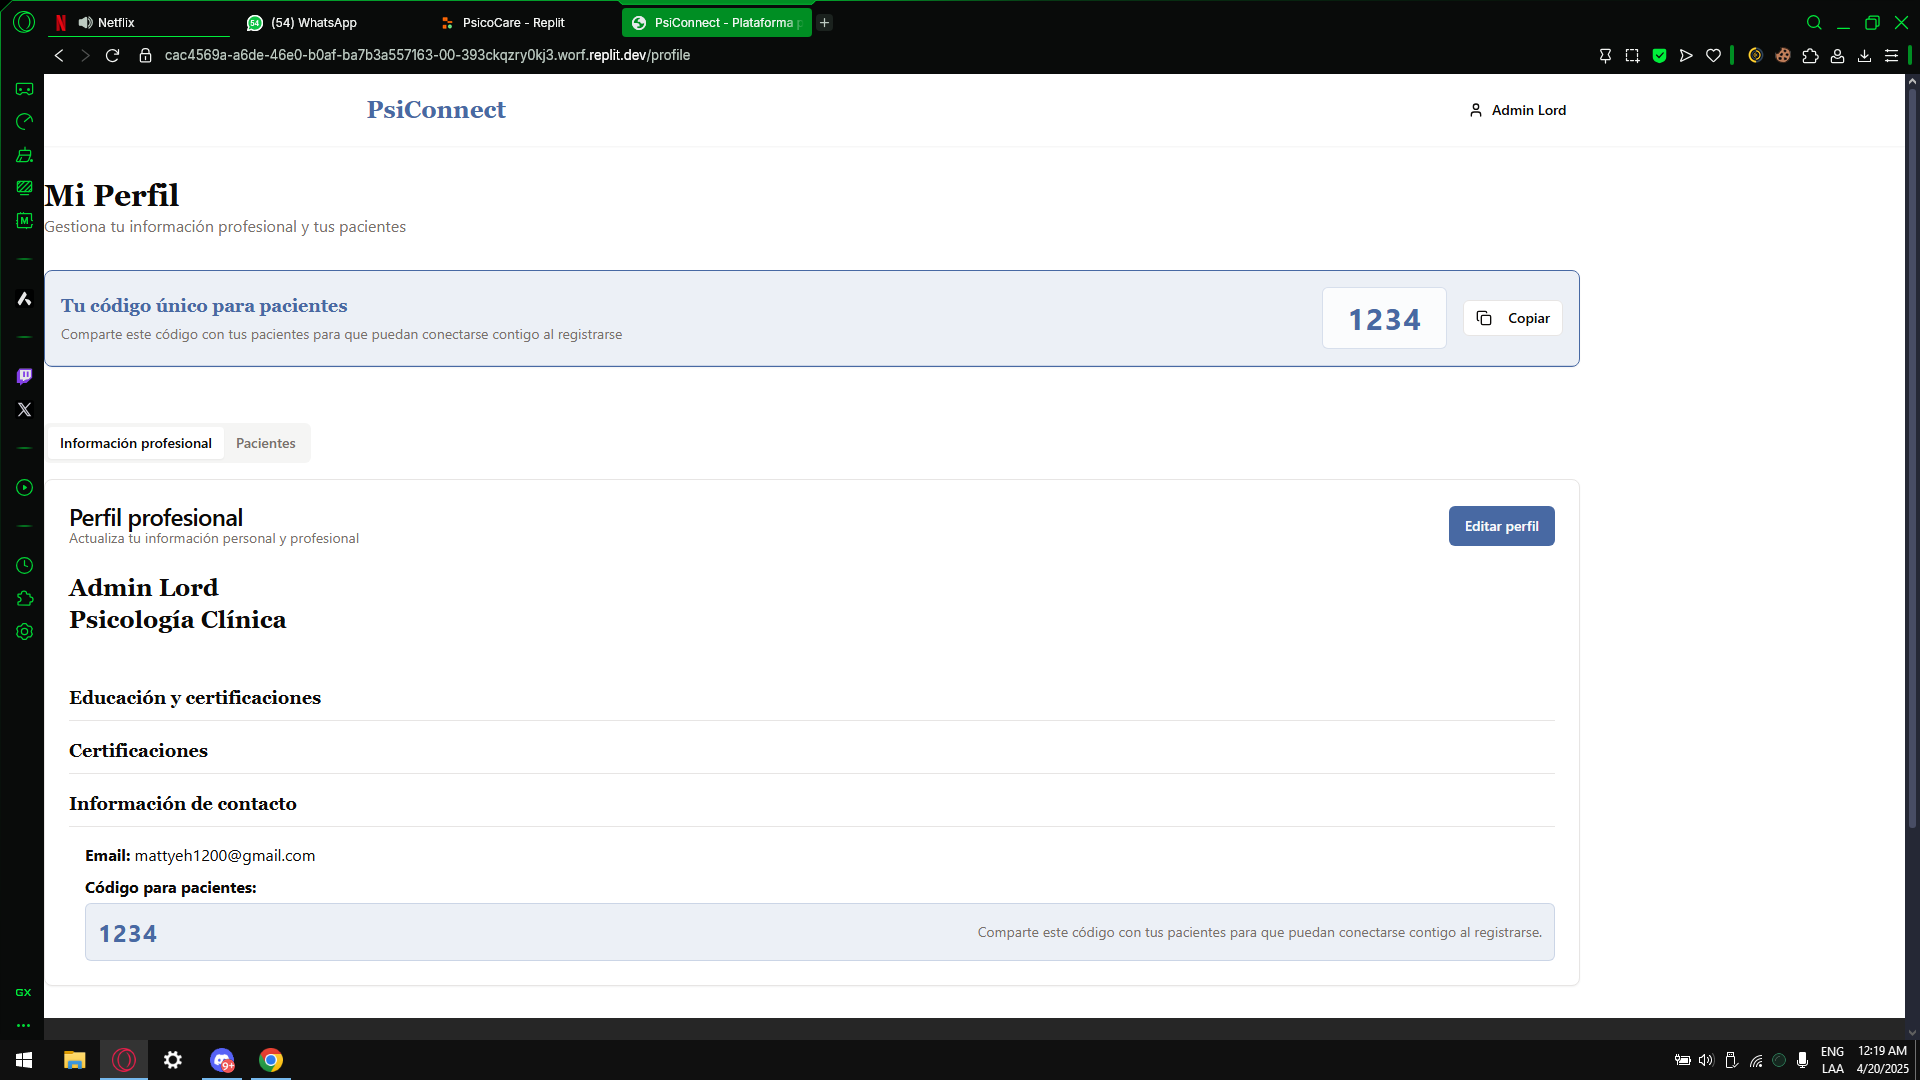 Netflix
(54) WhatsApp
PsicoCare - Replit
PsiConnect - Plataforma p
cac4569a-a6de-46e0-b0af-ba7b3a557163-00-393ckqzry0kj3.worf.replit.dev/profile
PsiConnect
Admin Lord
Mi Perfil
Gestiona tu información profesional y tus pacientes
Tu código único para pacientes
Comparte este código con tus pacientes para que puedan conectarse contigo al registrarse
1234
Copiar
Información profesional
Pacientes
Perfil profesional
Actualiza tu información personal y profesional
Editar perfil
Admin Lord
Psicología Clínica
Educación y certificaciones
Certificaciones
Información de contacto
Email: mattyeh1200@gmail.com
Código para pacientes:
1234
Comparte este código con tus pacientes para que puedan conectarse contigo al registrarse.
GX
9+
ENG
LAA
12:19 AM
4/20/2025